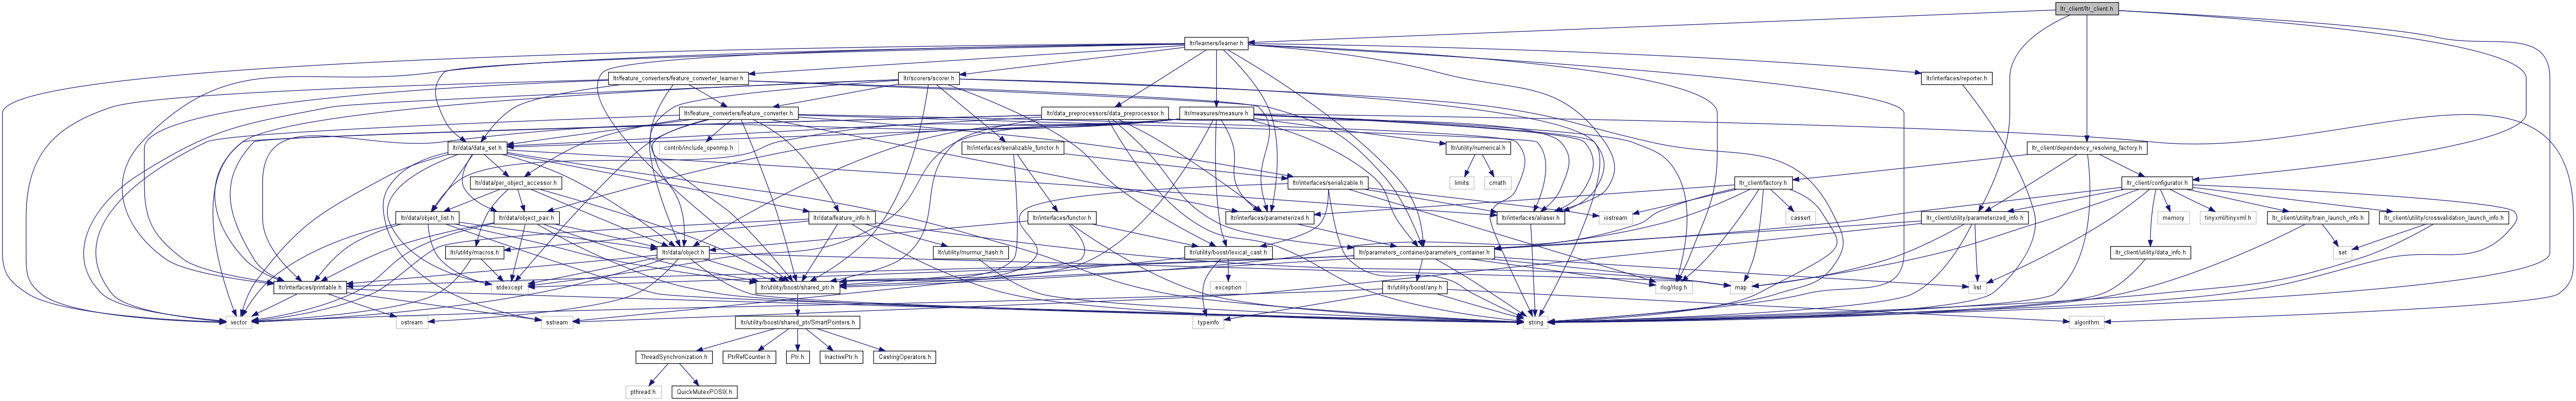 ltr_client/ltr_client.h
ltr/learners/learner.h
ltr/feature_converters/feature_converter_learner.h
ltr/scorers/scorer.h
ltr/interfaces/reporter.h
ltr/feature_converters/feature_converter.h
ltr/data_preprocessors/data_preprocessor.h
ltr/measures/measure.h
ltr/data/data_set.h
contrib/include_openmp.h
ltr/interfaces/serializable_functor.h
ltr/utility/numerical.h
ltr_client/dependency_resolving_factory.h
ltr/data/per_object_accessor.h
ltr/interfaces/serializable.h
limits
cmath
ltr_client/factory.h
ltr_client/configurator.h
ltr/data/object_list.h
ltr/data/object_pair.h
ltr/data/feature_info.h
ltr/interfaces/functor.h
ltr/interfaces/parameterized.h
ltr/interfaces/aliaser.h
iostream
cassert
ltr_client/utility/parameterized_info.h
memory
tinyxml/tinyxml.h
ltr_client/utility/train_launch_info.h
ltr_client/utility/crossvalidation_launch_info.h
ltr/utility/macros.h
ltr/data/object.h
ltr/utility/murmur_hash.h
ltr/utility/boost/lexical_cast.h
ltr/parameters_container/parameters_container.h
ltr_client/utility/data_info.h
set
ltr/interfaces/printable.h
stdexcept
ltr/utility/boost/shared_ptr.h
exception
ltr/utility/boost/any.h
rlog/rlog.h
map
list
vector
ostream
sstream
ltr/utility/boost/shared_ptr/SmartPointers.h
typeinfo
string
algorithm
ThreadSynchronization.h
PtrRefCounter.h
Ptr.h
InactivePtr.h
CastingOperators.h
pthread.h
QuickMutexPOSIX.h